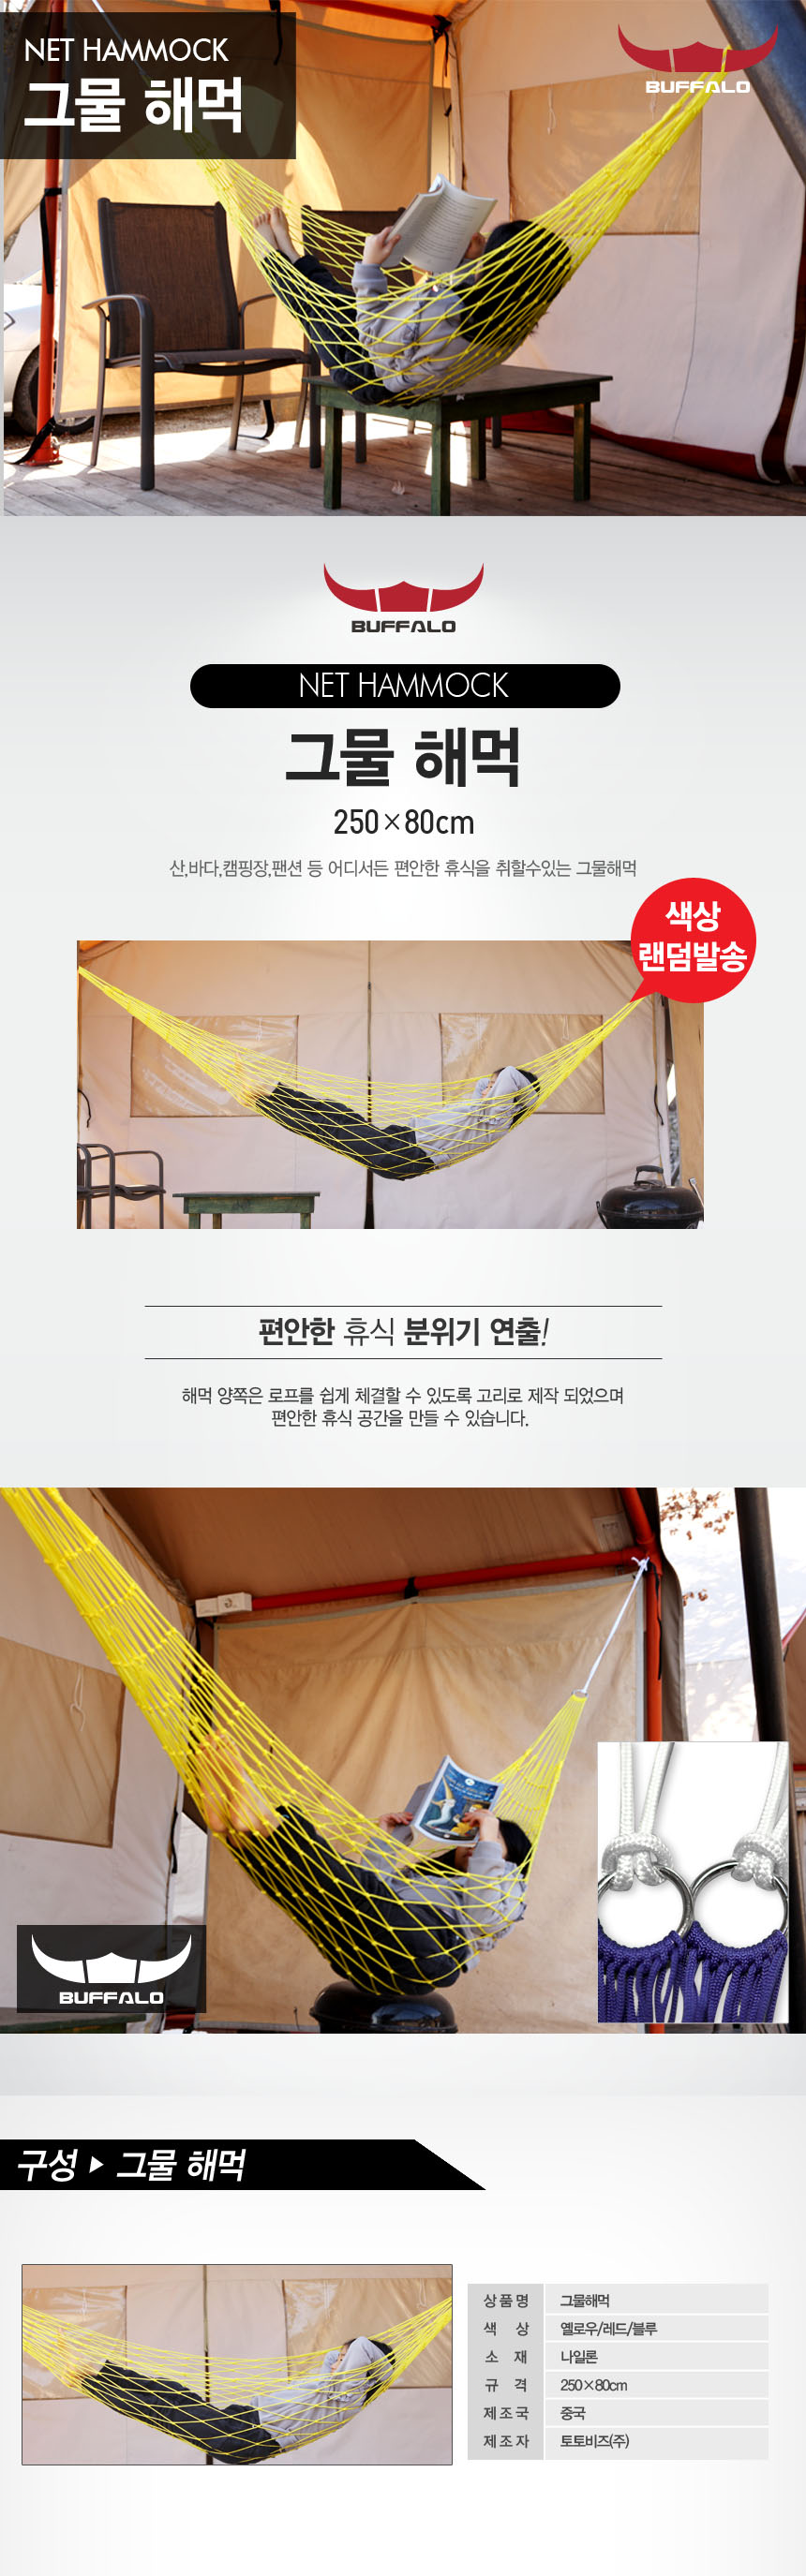 NET HAMMOCK
그물 해먹
BUFFALO
BUFFALO
NET HAMMOCK
그물 해먹
250×80cm
산,바다,캠핑장,팬션 등 어디서든 편안한 휴식을 취할수있는 그물해먹
색상
랜덤발송
편안한 휴식 분위기 연출!
해먹 양쪽은 로프를 쉽게 체결할 수 있도록 고리로 제작 되었으며
편안한 휴식 공간을 만들 수 있습니다.
BUFFALO
구성 ▶ 그물 해먹
상품명 그물해먹
색상 옐로우/레드/블루
소재 나일론
규격 250×80cm
제조국 중국
제조자 토토비즈(주)